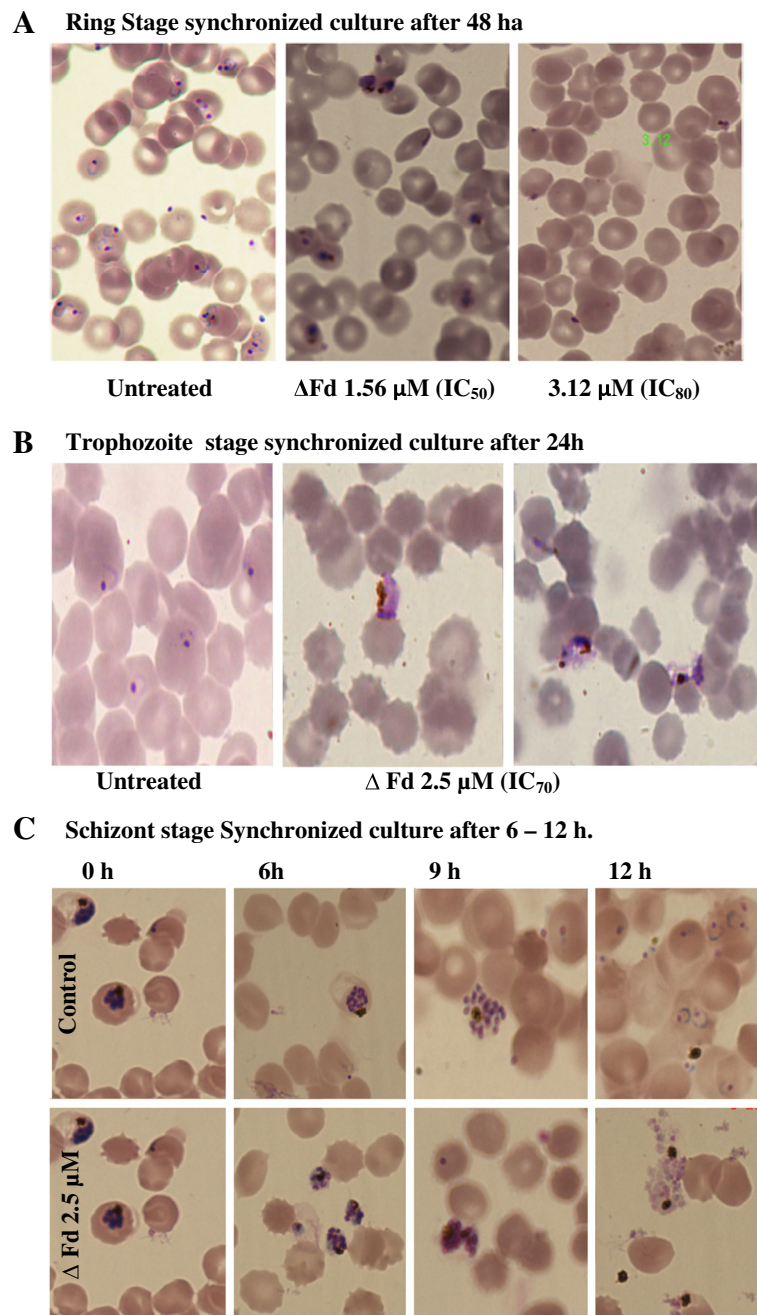 A Ring Stage synchronized culture after 48 ha
3.12
Untreated ΔFd 1.56 μM (IC50) 3.12 μM (IC80)
B Trophozoite stage synchronized culture after 24h
Untreated Δ Fd 2.5 μM (IC70)
C Schizont stage Synchronized culture after 6 – 12 h.
0 h 6h 9 h 12 h
Control
Δ Fd 2.5 μM